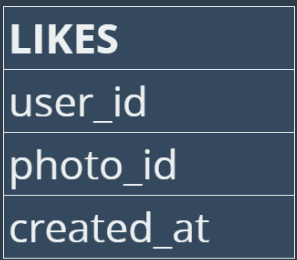 LIKES
user_id
photo_id
created_at